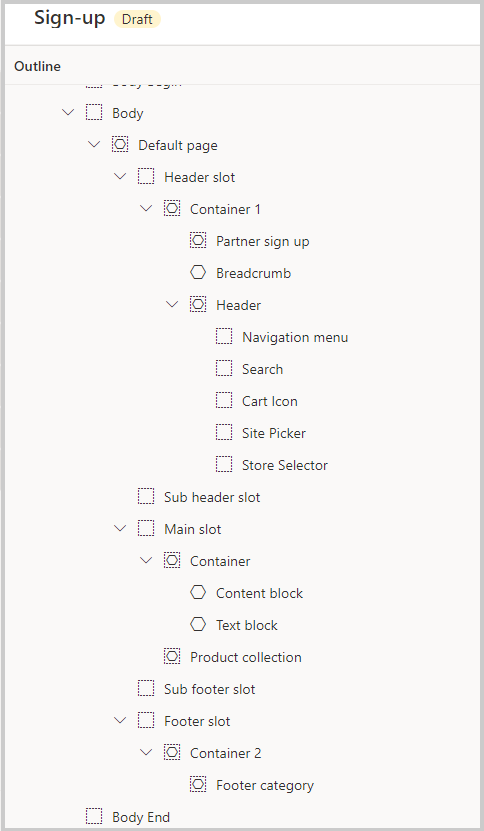 Sign-up Draft
Outline
Body
Default page
Header slot
Container 1
Partner sign up
Breadcrumb
Header
Navigation menu
Search
Cart Icon
Site Picker
Store Selector
Sub header slot
Main slot
Container
Content block
Text block
Product collection
Sub footer slot
Footer slot
Container 2
Footer category
Body End